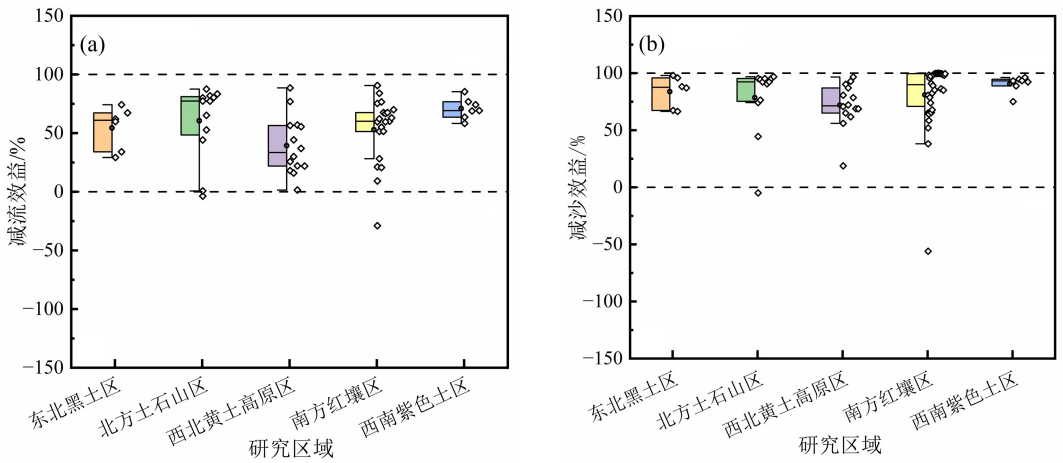 (a)
减流效益/%
150
100
50
0
−50
−100
−150
东北黑土区
北方土石山区
西北黄土高原区
南方红壤区
西南紫色土区
研究区域
(b)
减沙效益/%
150
100
50
0
−50
−100
−150
东北黑土区
北方土石山区
西北黄土高原区
南方红壤区
西南紫色土区
研究区域